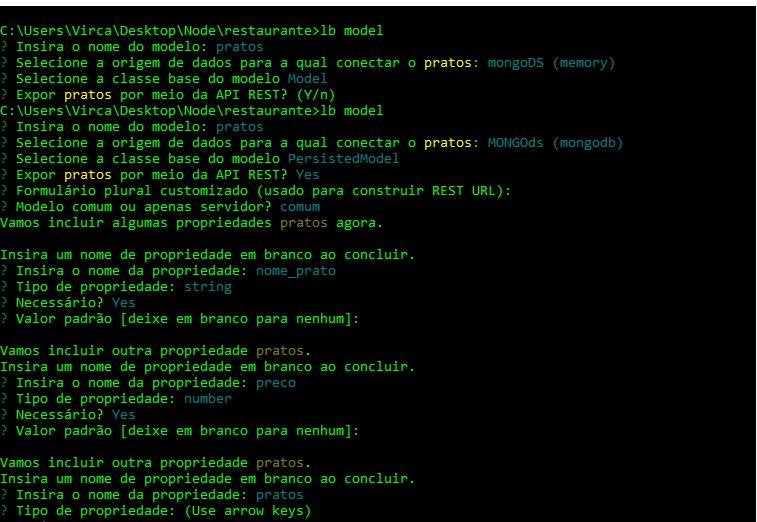 C:\Users\Virca\Desktop\Node\restaurante>lb model
? Insira o nome do modelo: pratos
? Selecione a origem de dados para a qual conectar o pratos: mongoDS (memory)
? Selecione a classe base do modelo Model
? Expor pratos por meio da API REST? (Y/n)
C:\Users\Virca\Desktop\Node\restaurante>lb model
? Insira o nome do modelo: pratos
? Selecione a origem de dados para a qual conectar o pratos: MONGOds (mongodb)
? Selecione a classe base do modelo PersistedModel
? Expor pratos por meio da API REST? Yes
? Formulário plural customizado (usado para construir REST URL):
? Modelo comum ou apenas servidor? comum
Vamos incluir algumas propriedades pratos agora.
Insira um nome de propriedade em branco ao concluir.
? Insira o nome da propriedade: nome_prato
? Tipo de propriedade: string
? Necessário? Yes
? Valor padrão [deixe em branco para nenhum]:
Vamos incluir outra propriedade pratos.
Insira um nome de propriedade em branco ao concluir.
? Insira o nome da propriedade: preco
? Tipo de propriedade: number
? Necessário? Yes
? Valor padrão [deixe em branco para nenhum]:
Vamos incluir outra propriedade pratos.
Insira um nome de propriedade em branco ao concluir.
? Insira o nome da propriedade: pratos
? Tipo de propriedade: (Use arrow keys)